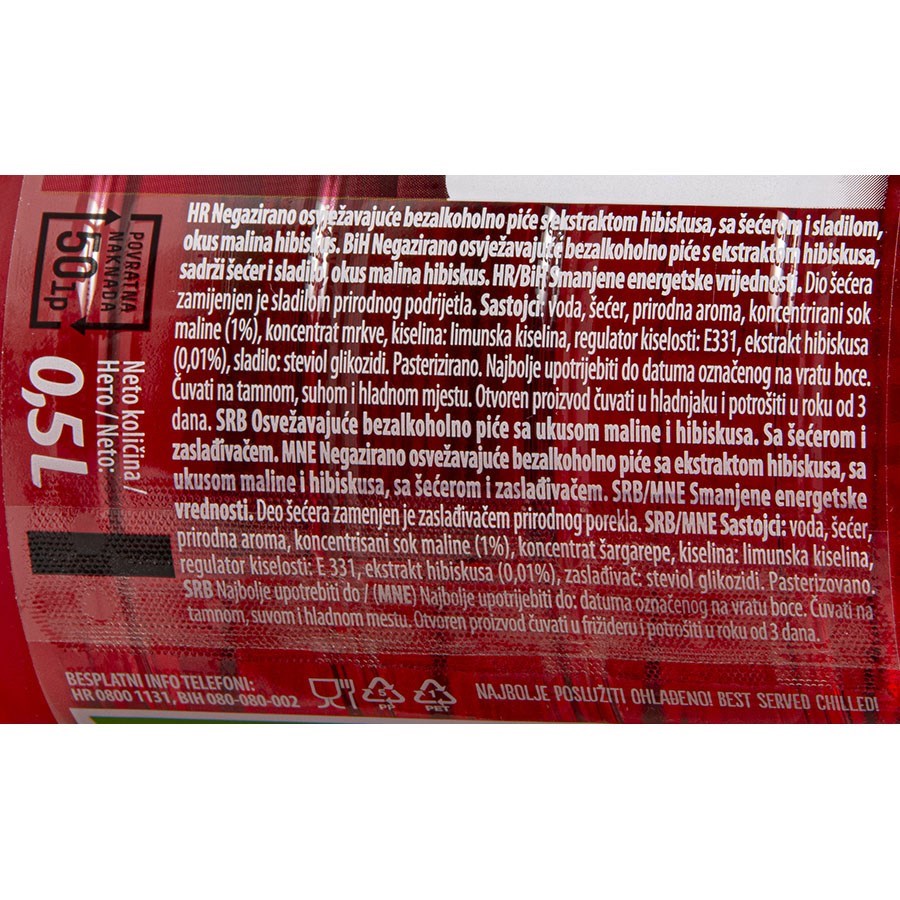 HR Negazirano osvježavajuće bezalkoholno piće s ekstraktom hibiskusa, sa šećerom i sladilom,
okus malina hibiskus. BiH Negazirano osvježavajuće bezalkoholno piće s ekstraktom hibiskusa,
sadrži šećer i sladilo, okus malina hibiskus. HR/BiH Smanjene energetske vrijednosti. Dio šećera
zamijenjen je sladilom prirodnog podrijetla. Sastojci: voda, šećer, prirodna aroma, koncentrirani sok
maline (1%), koncentrat mrkve, kiselina: limunska kiselina, regulator kiselosti: E331, ekstrakt hibiskusa
(0,01%), sladilo: steviol glikozidi. Pasterizirano. Najbolje upotrijebiti do datuma označenog na vratu boce.
Čuvati na tamnom, suhom i hladnom mjestu. Otvoren proizvod čuvati u hladnjaku i potrošiti u roku od 3
dana. SRB Osvežavajuće bezalkoholno piće sa ukusom maline i hibiskusa. Sa šećerom i
zaslađivačem. MNE Negazirano osvežavajuće bezalkoholno piće sa ekstraktom hibiskusa, sa
ukusom maline i hibiskusa, sa šećerom i zaslađivačem. SRB/MNE Smanjene energetske
vrednosti. Deo šećera zamenjen je zaslađivačem prirodnog porekla. SRB/MNE Sastojci: voda, šećer,
prirodna aroma, koncentrisani sok maline (1%), koncentrat šargarepe, kiselina: limunska kiselina,
regulator kiselosti: E 331, ekstrakt hibiskusa (0,01%), zaslađivač: steviol glikozidi. Pasterizovano.
SRB Najbolje upotrebiti do / (MNE) Najbolje upotrijebiti do: datuma označenog na vratu boce. Čuvati na
tamnom, suvom i hladnom mestu. Otvoren proizvod čuvati u frižideru i potrošiti u roku od 3 dana.
POVRATNA
NAKNADA
50 lp
Neto količina /
Нето / Neto:
0,5 L
BESPLATNI INFO TELEFONI:
HR 0800 1131, BiH 080-080-002
5
PP
1
PET
NAJBOLJE POSLUŽITI OHLAĐENO! BEST SERVED CHILLED!